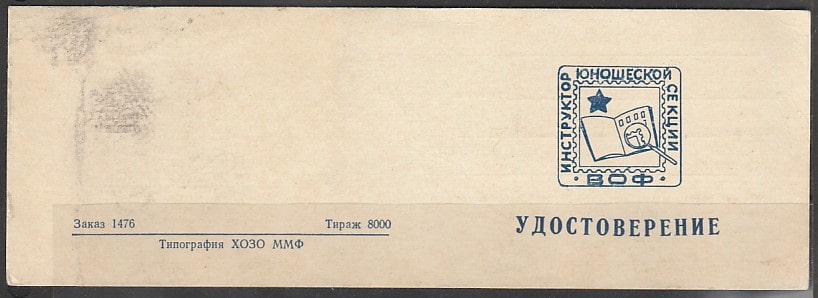 Заказ 1476 Тираж 8000
Типография ХОЗО ММФ
ИНСТРУКТОР ЮНОШЕСКОЙ СЕКЦИИ
· ВОФ ·
УДОСТОВЕРЕНИЕ